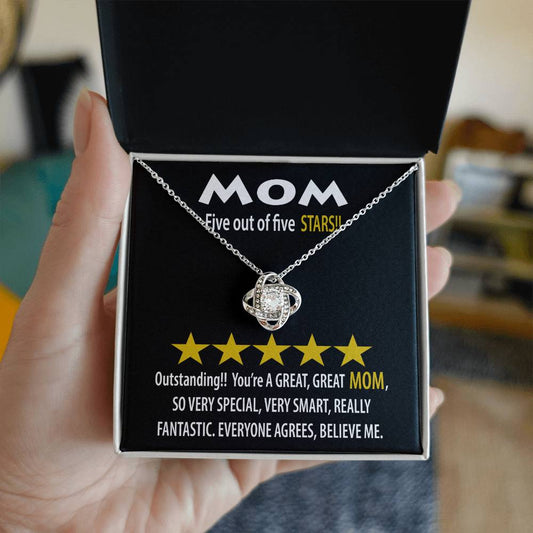 MOM
Five out of five STARS!!
Outstanding!! You're A GREAT, GREAT MOM,
SO VERY SPECIAL, VERY SMART, REALLY
FANTASTIC. EVERYONE AGREES, BELIEVE ME.